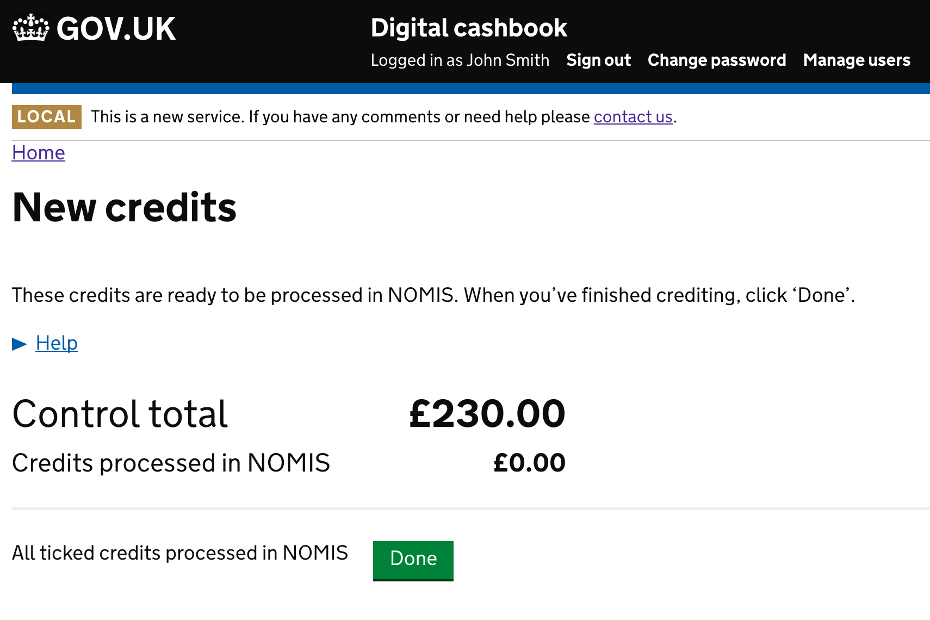 GOV.UK
Digital cashbook
Logged in as John Smith Sign out Change password Manage users
LOCAL This is a new service. If you have any comments or need help please contact us.
Home
New credits
These credits are ready to be processed in NOMIS. When you’ve finished crediting, click ‘Done’.
Help
Control total £230.00
Credits processed in NOMIS £0.00
All ticked credits processed in NOMIS Done